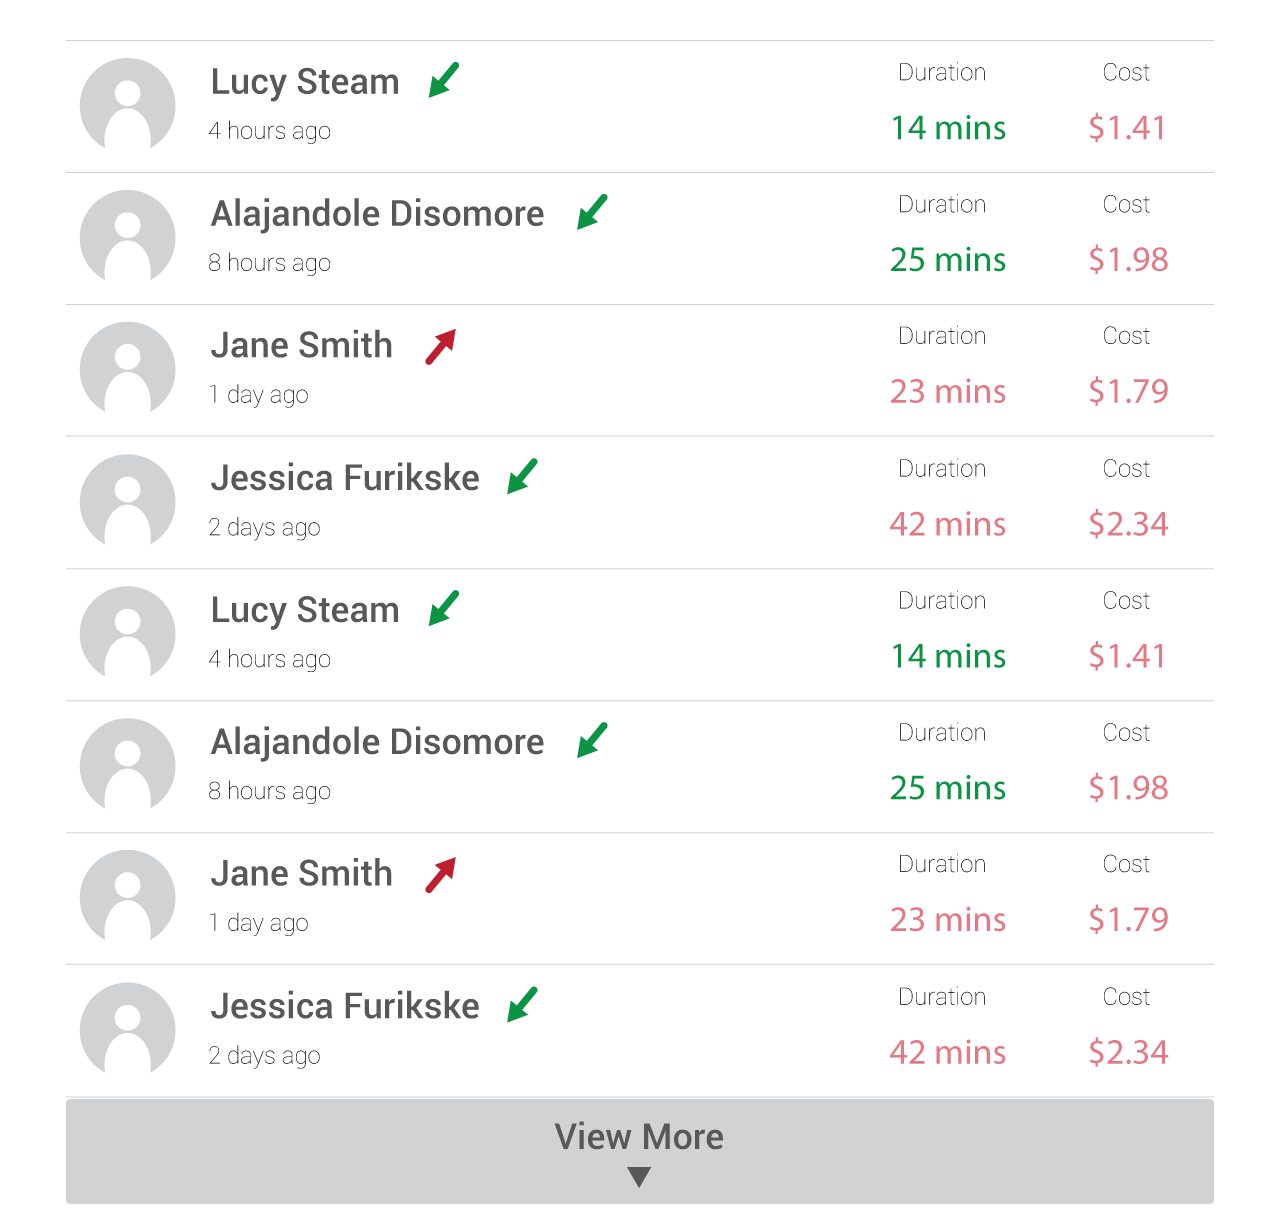 Lucy Steam
4 hours ago
Duration
14 mins
Cost
$1.41
Alajandole Disomore
8 hours ago
Duration
25 mins
Cost
$1.98
Jane Smith
1 day ago
Duration
23 mins
Cost
$1.79
Jessica Furikske
2 days ago
Duration
42 mins
Cost
$2.34
Lucy Steam
4 hours ago
Duration
14 mins
Cost
$1.41
Alajandole Disomore
8 hours ago
Duration
25 mins
Cost
$1.98
Jane Smith
1 day ago
Duration
23 mins
Cost
$1.79
Jessica Furikske
2 days ago
Duration
42 mins
Cost
$2.34
View More